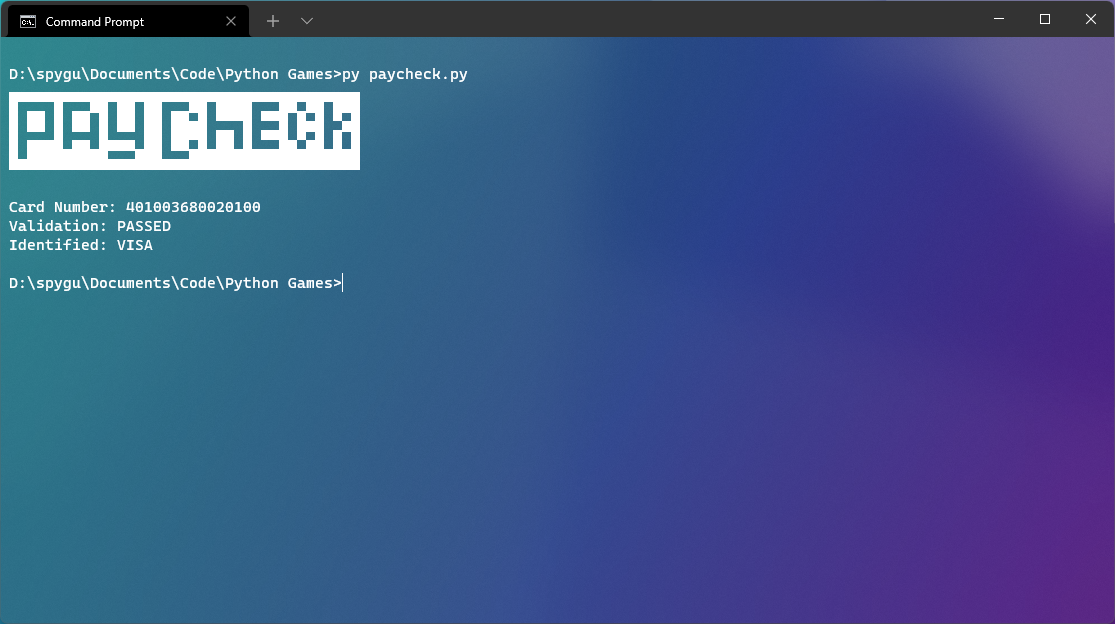 Command Prompt
D:\spygu\Documents\Code\Python Games>py paycheck.py
PAY CHECK
Card Number: 401003680020100
Validation: PASSED
Identified: VISA
D:\spygu\Documents\Code\Python Games>